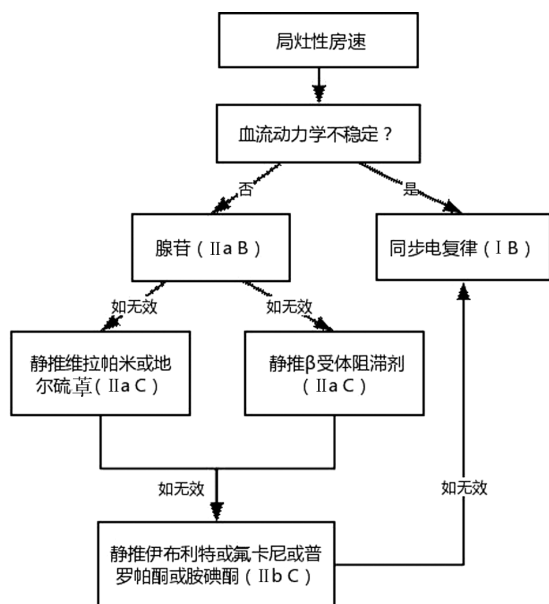 局灶性房速
血流动力学不稳定？
否
是
腺苷（ⅡaB）
同步电复律（ⅠB）
如无效
如无效
静推维拉帕米或地
尔硫䓬（ⅡaC）
静推β受体阻滞剂
（ⅡaC）
如无效
如无效
静推伊布利特或氟卡尼或普
罗帕酮或胺碘酮（ⅡbC）